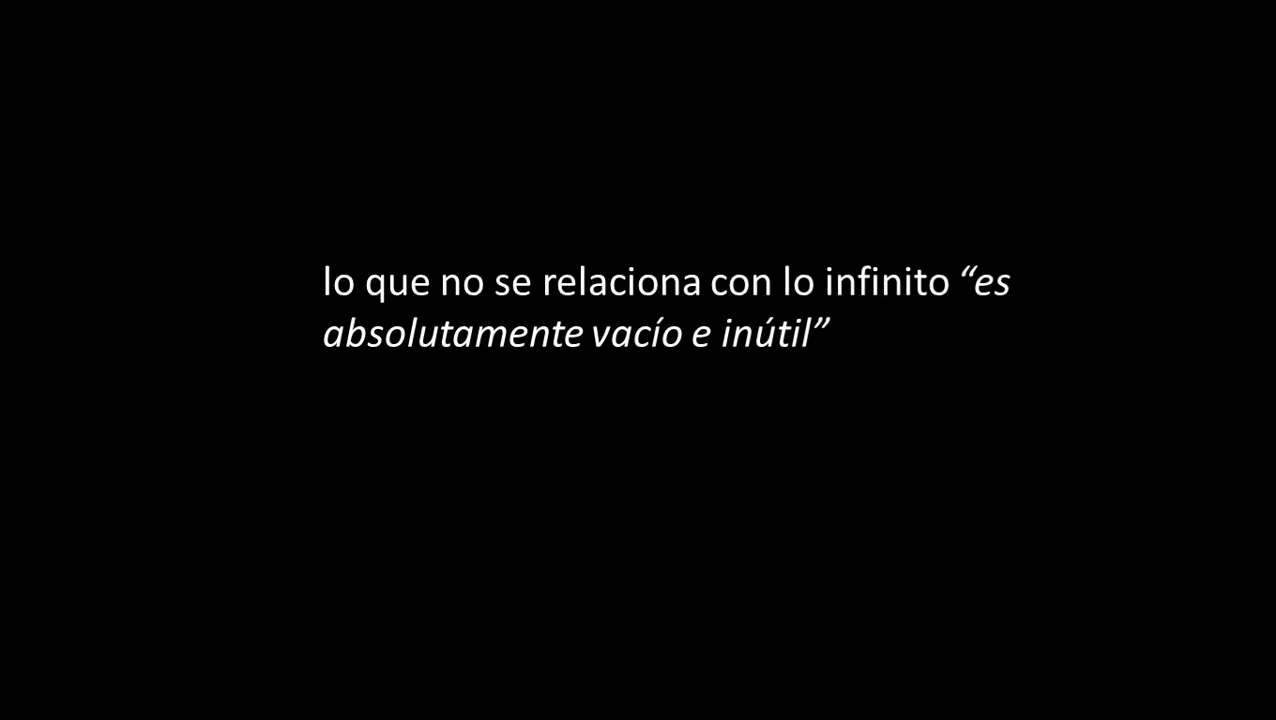 lo que no se relaciona con lo infinito “es
absolutamente vacío e inútil”